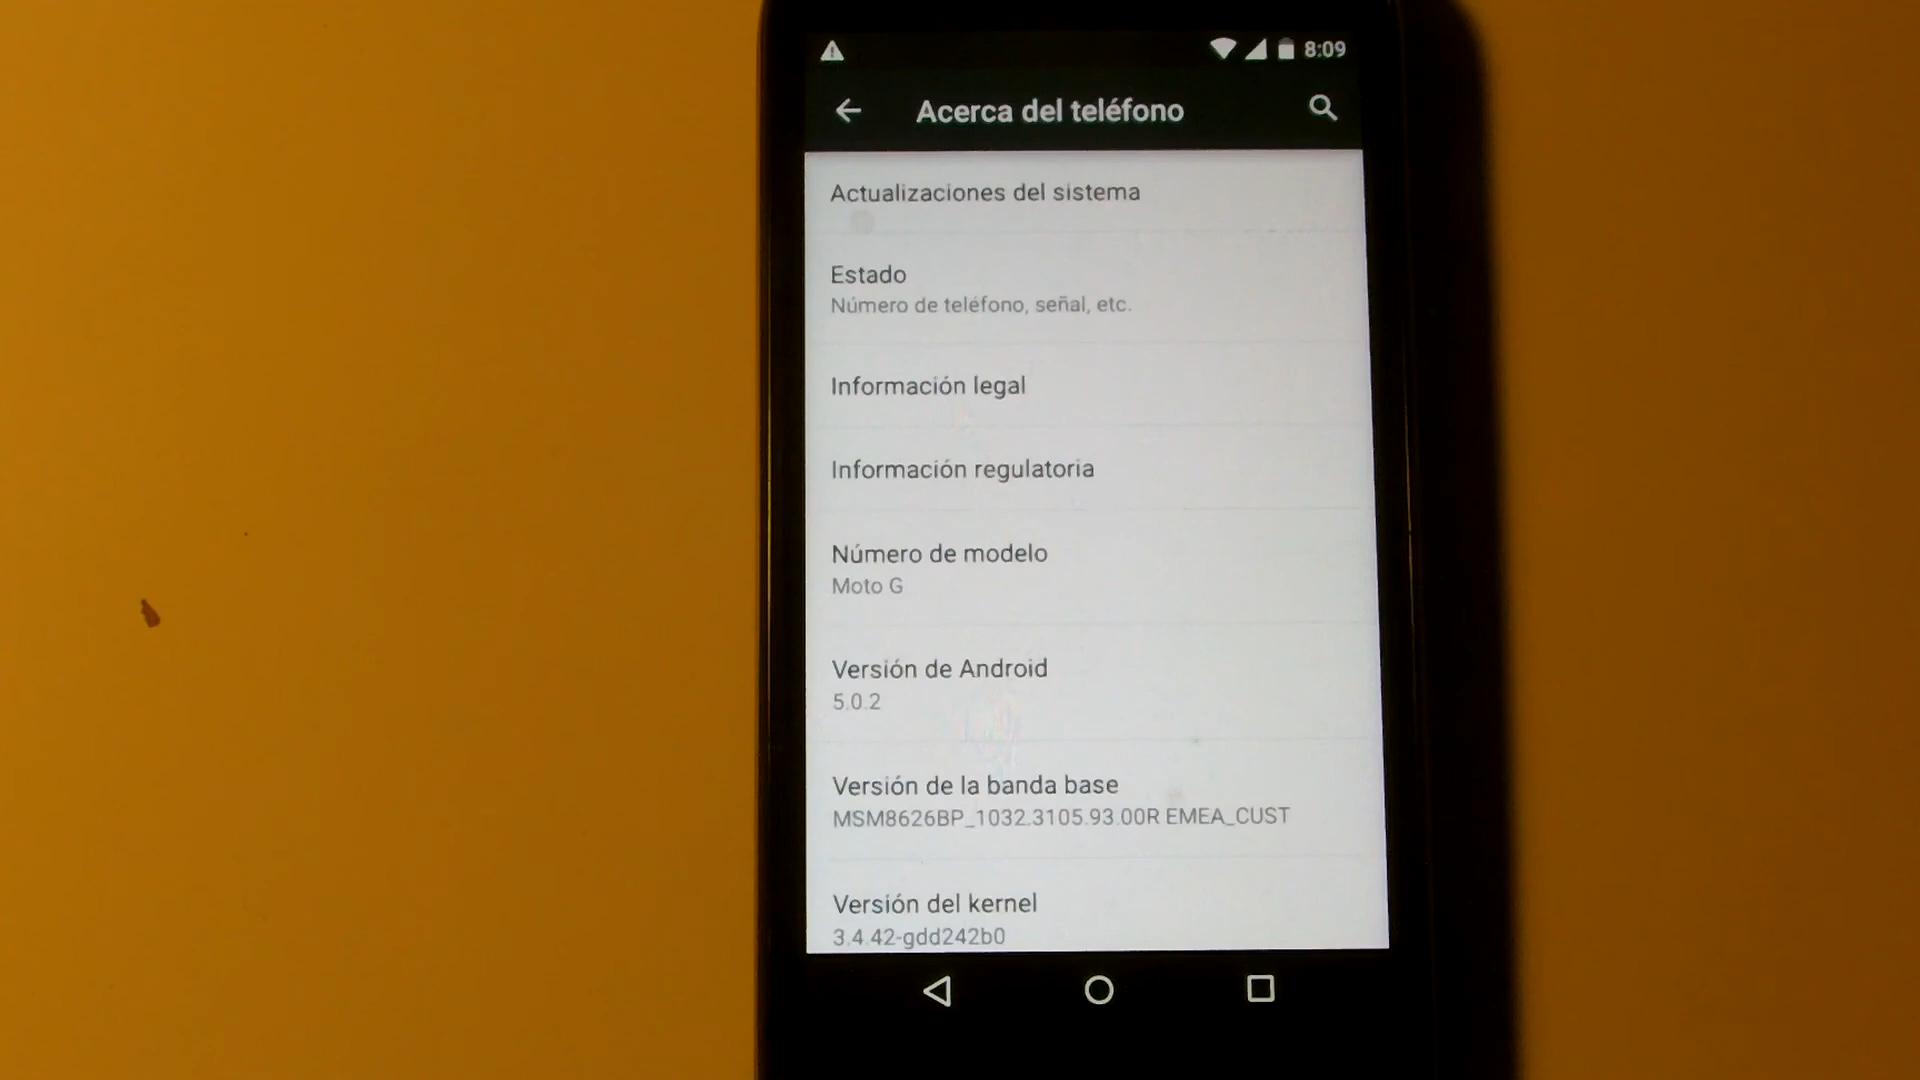 8:09
Acerca del teléfono
Actualizaciones del sistema
Estado
Número de teléfono, señal, etc.
Información legal
Información regulatoria
Número de modelo
Moto G
Versión de Android
5.0.2
Versión de la banda base
MSM8626BP_1032.3105.93.00R EMEA_CUST
Versión del kernel
3.4.42-gdd242b0